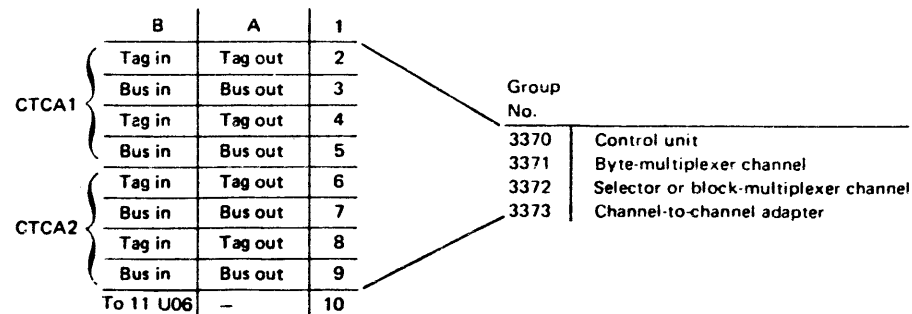 B A 1
Tag in Tag out 2
Bus in Bus out 3
Tag in Tag out 4
Bus in Bus out 5
Tag in Tag out 6
Bus in Bus out 7
Tag in Tag out 8
Bus in Bus out 9
To 11 U06 – 10
CTCA1
CTCA2
Group
No.
3370 Control unit
3371 Byte-multiplexer channel
3372 Selector or block-multiplexer channel
3373 Channel-to-channel adapter